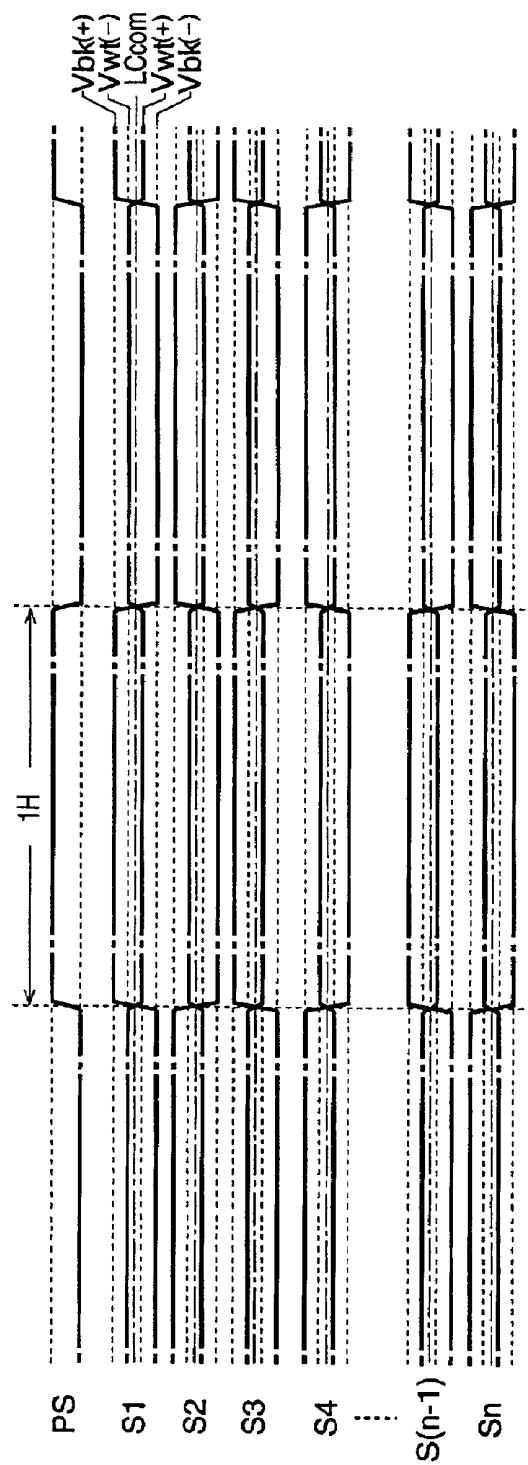 1H
Vbk(+)
Vwt(−)
LCcom
Vwt(+)
Vbk(−)
PS
S1
S2
S3
S4
S(n-1)
Sn